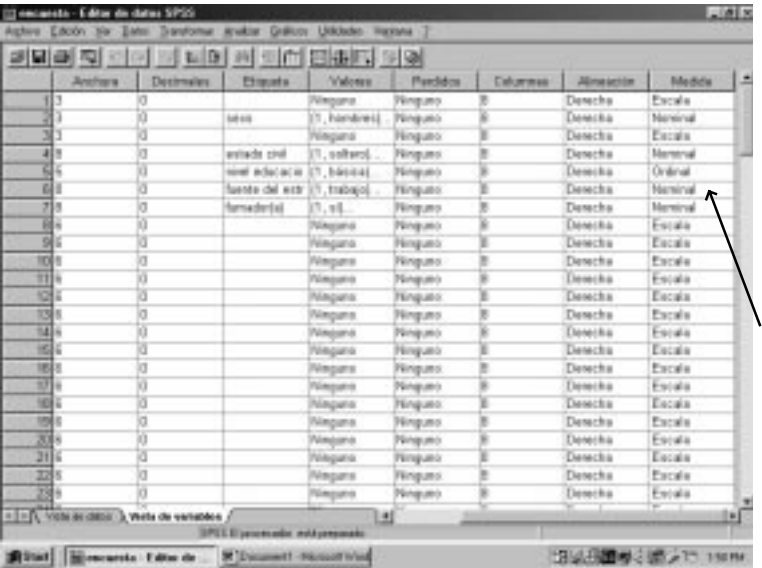 encuesta - Editor de datos SPSS
Archivo Edición Ver Datos Transformar Analizar Gráficos Utilidades Ventana ?
Anchura Decimales Etiqueta Valores Perdidos Columnas Alineación Medida
1 3 0 Ninguno Ninguno 8 Derecha Escala
2 3 0 sexo {1, hombres}... Ninguno 8 Derecha Nominal
3 3 0 Ninguno Ninguno 8 Derecha Escala
4 8 0 estado civil {1, soltero}... Ninguno 8 Derecha Nominal
5 6 0 nivel educacio {1, básica}... Ninguno 8 Derecha Ordinal
6 8 0 fuente del estr {1, trabajo}... Ninguno 8 Derecha Nominal
7 8 0 fumador(a) {1, si}... Ninguno 8 Derecha Nominal
8 6 0 Ninguno Ninguno 8 Derecha Escala
9 6 0 Ninguno Ninguno 8 Derecha Escala
10 6 0 Ninguno Ninguno 8 Derecha Escala
11 6 0 Ninguno Ninguno 8 Derecha Escala
12 6 0 Ninguno Ninguno 8 Derecha Escala
13 6 0 Ninguno Ninguno 8 Derecha Escala
14 6 0 Ninguno Ninguno 8 Derecha Escala
15 6 0 Ninguno Ninguno 8 Derecha Escala
16 8 0 Ninguno Ninguno 8 Derecha Escala
17 8 0 Ninguno Ninguno 8 Derecha Escala
18 6 0 Ninguno Ninguno 8 Derecha Escala
19 6 0 Ninguno Ninguno 8 Derecha Escala
20 8 0 Ninguno Ninguno 8 Derecha Escala
21 6 0 Ninguno Ninguno 8 Derecha Escala
22 6 0 Ninguno Ninguno 8 Derecha Escala
23 6 0 Ninguno Ninguno 8 Derecha Escala
Vista de datos Vista de variables
SPSS El procesador está preparado
Start encuesta - Editor de ... Document1 - Microsoft Word PM